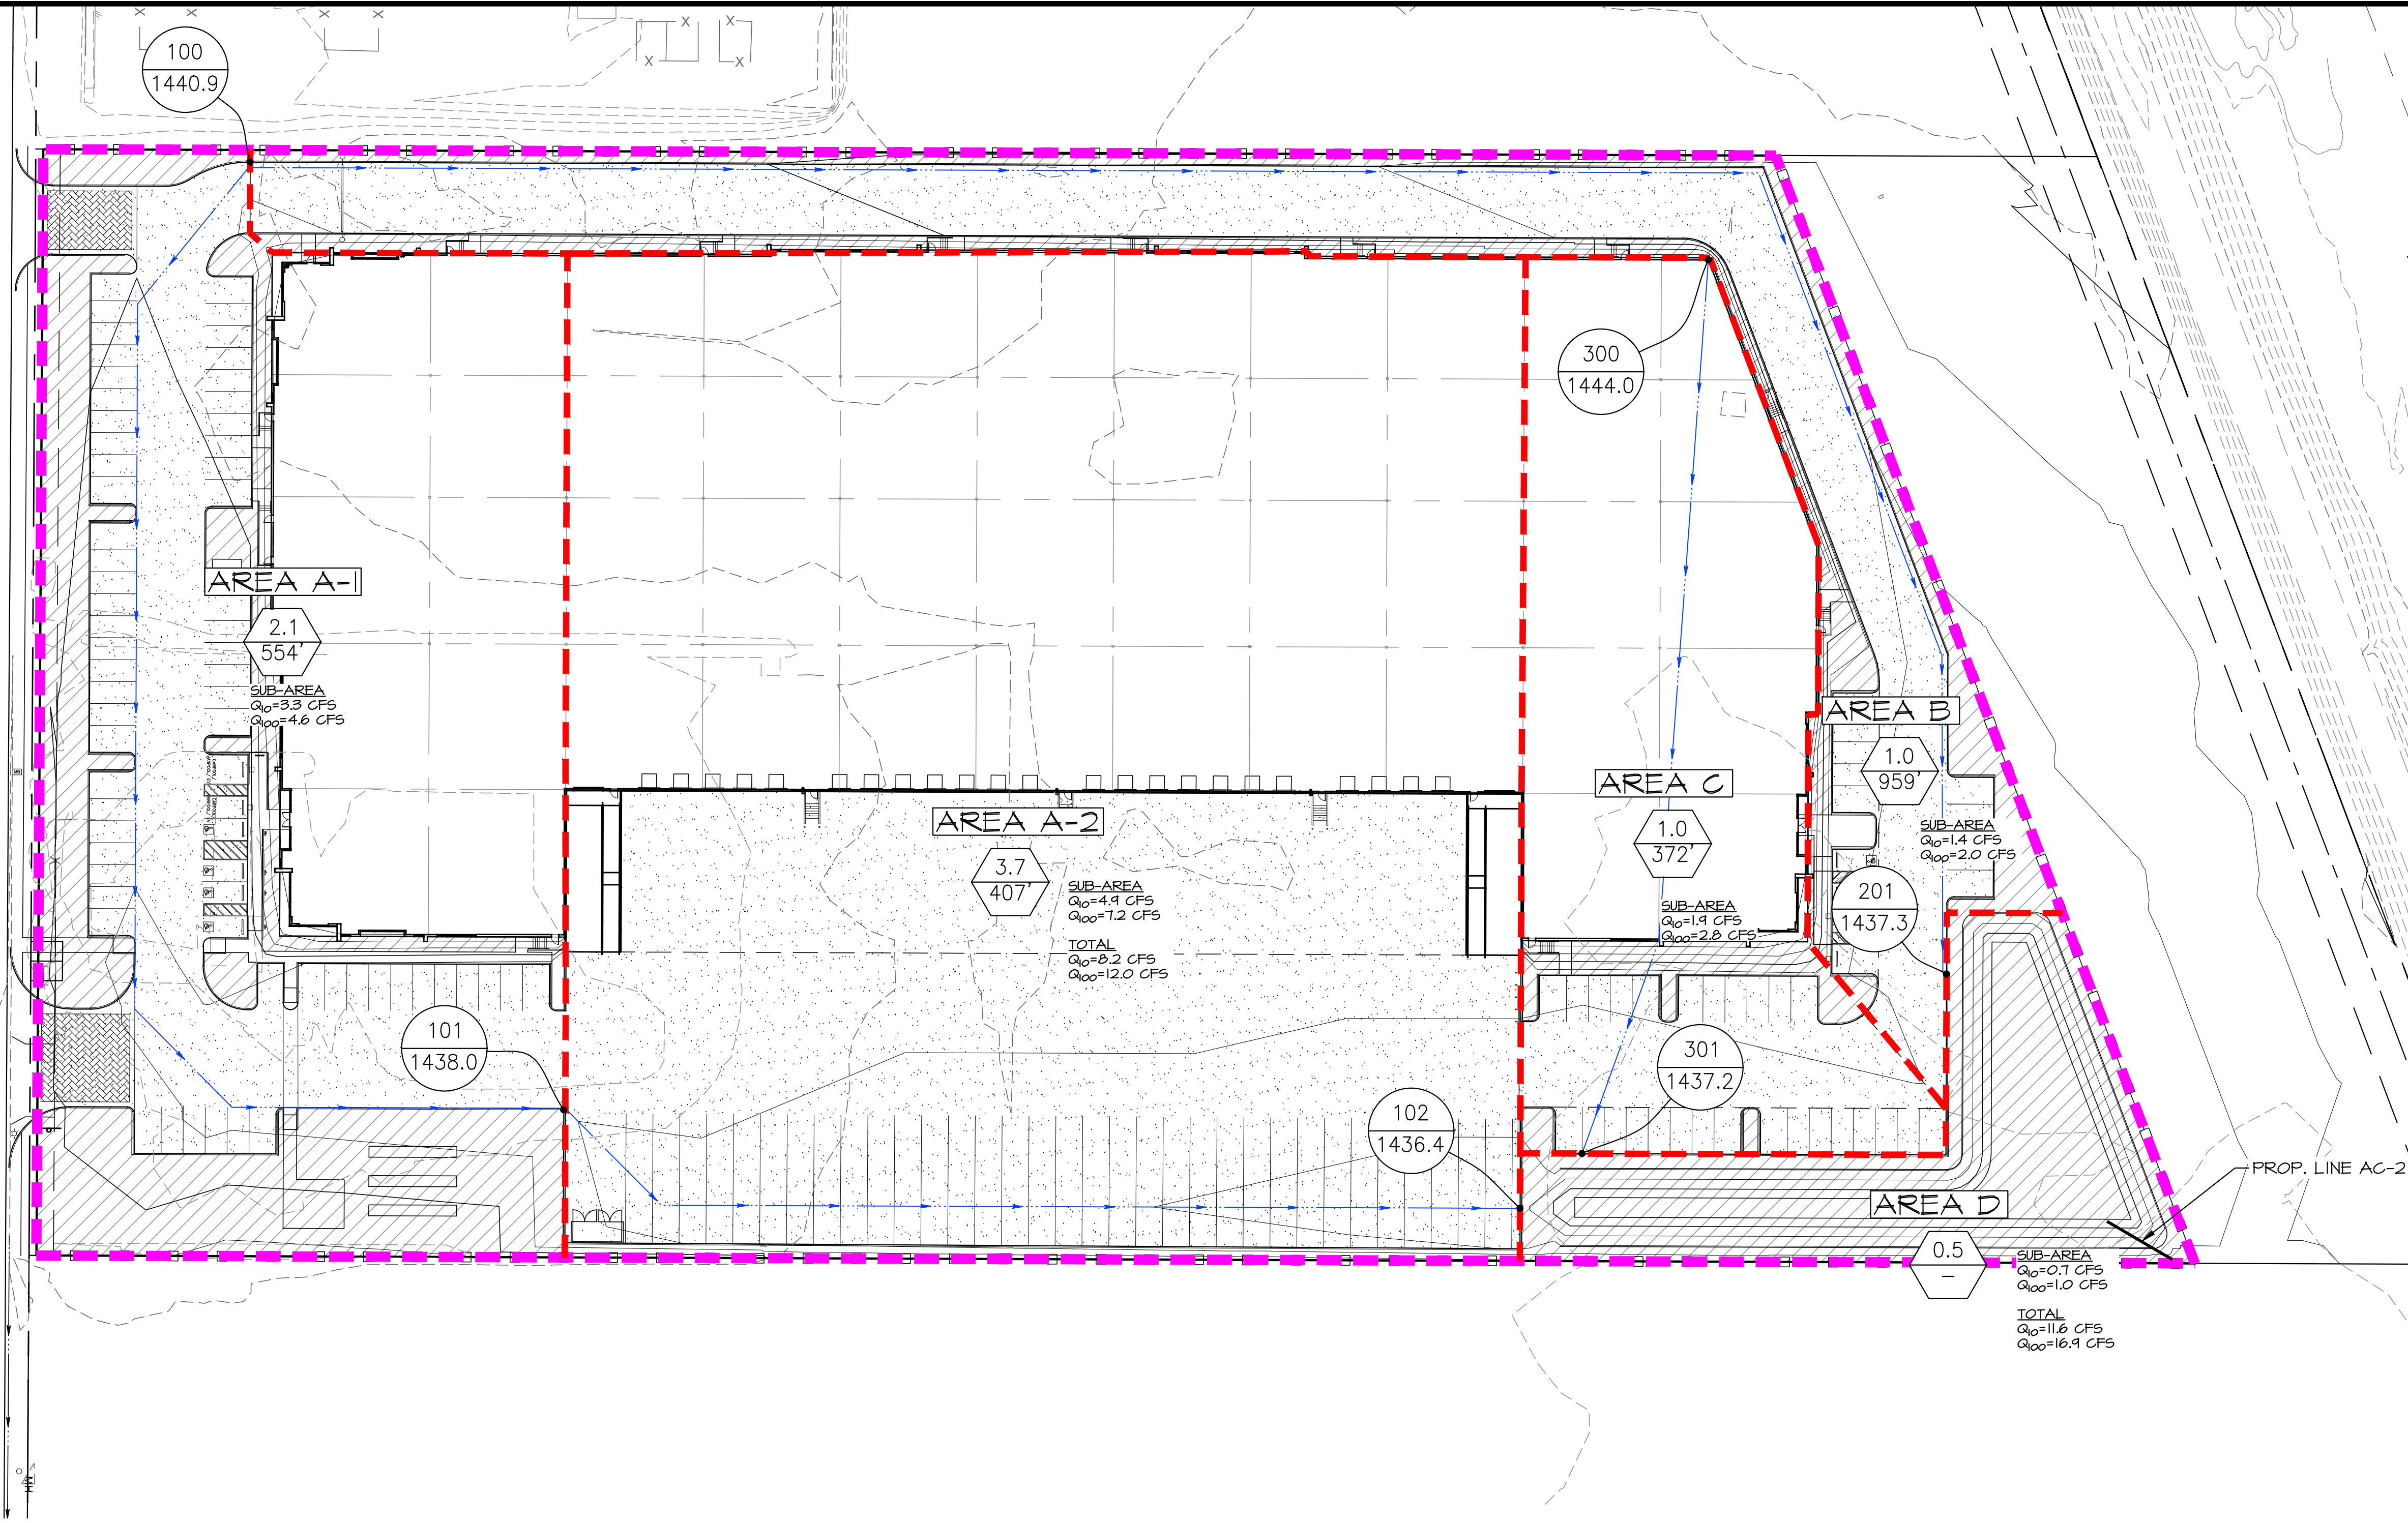 100
1440.9
300
1444.0
AREA A-1
2.1
554'
SUB-AREA
Q10=3.3 CFS
Q100=4.6 CFS
AREA B
1.0
959'
SUB-AREA
Q10=1.4 CFS
Q100=2.0 CFS
AREA C
1.0
372'
SUB-AREA
Q10=1.9 CFS
Q100=2.8 CFS
AREA A-2
3.7
407'
SUB-AREA
Q10=4.9 CFS
Q100=7.2 CFS
TOTAL
Q10=8.2 CFS
Q100=12.0 CFS
201
1437.3
101
1438.0
301
1437.2
102
1436.4
PROP. LINE AC-2
AREA D
0.5
–
SUB-AREA
Q10=0.7 CFS
Q100=1.0 CFS
TOTAL
Q10=11.6 CFS
Q100=16.9 CFS
MH
X
X
X
X
X
X
X
X